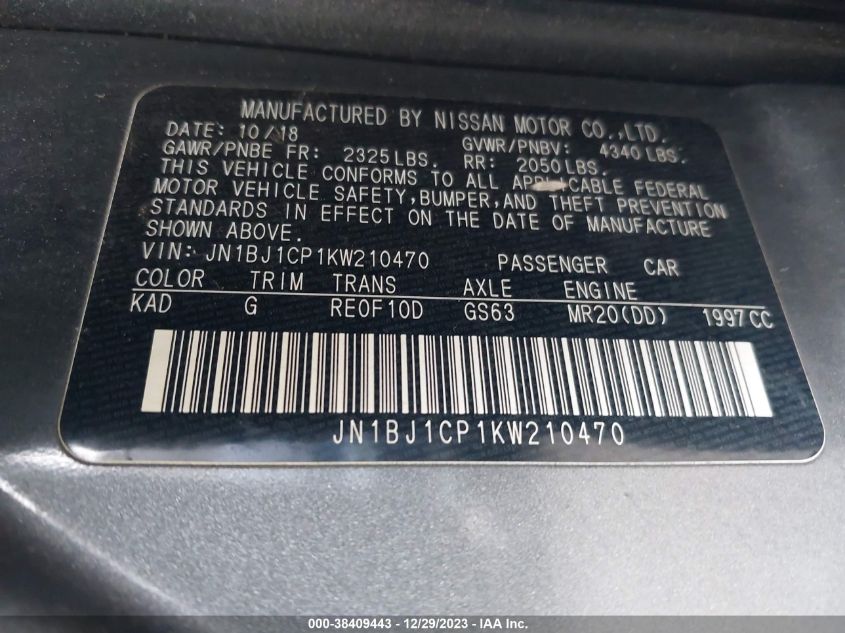 MANUFACTURED BY NISSAN MOTOR CO.,LTD.
DATE: 10/18 GVWR/PNBV: 4340 LBS.
GAWR/PNBE FR: 2325LBS. RR: 2050LBS.
THIS VEHICLE CONFORMS TO ALL APPLICABLE FEDERAL
MOTOR VEHICLE SAFETY, BUMPER, AND THEFT PREVENTION
STANDARDS IN EFFECT ON THE DATE OF MANUFACTURE
SHOWN ABOVE.
VIN: JN1BJ1CP1KW210470 PASSENGER CAR
COLOR TRIM TRANS AXLE ENGINE
KAD G RE0F10D GS63 MR20(DD) 1997CC
JN1BJ1CP1KW210470
000-38409443 - 12/29/2023 - IAA Inc.